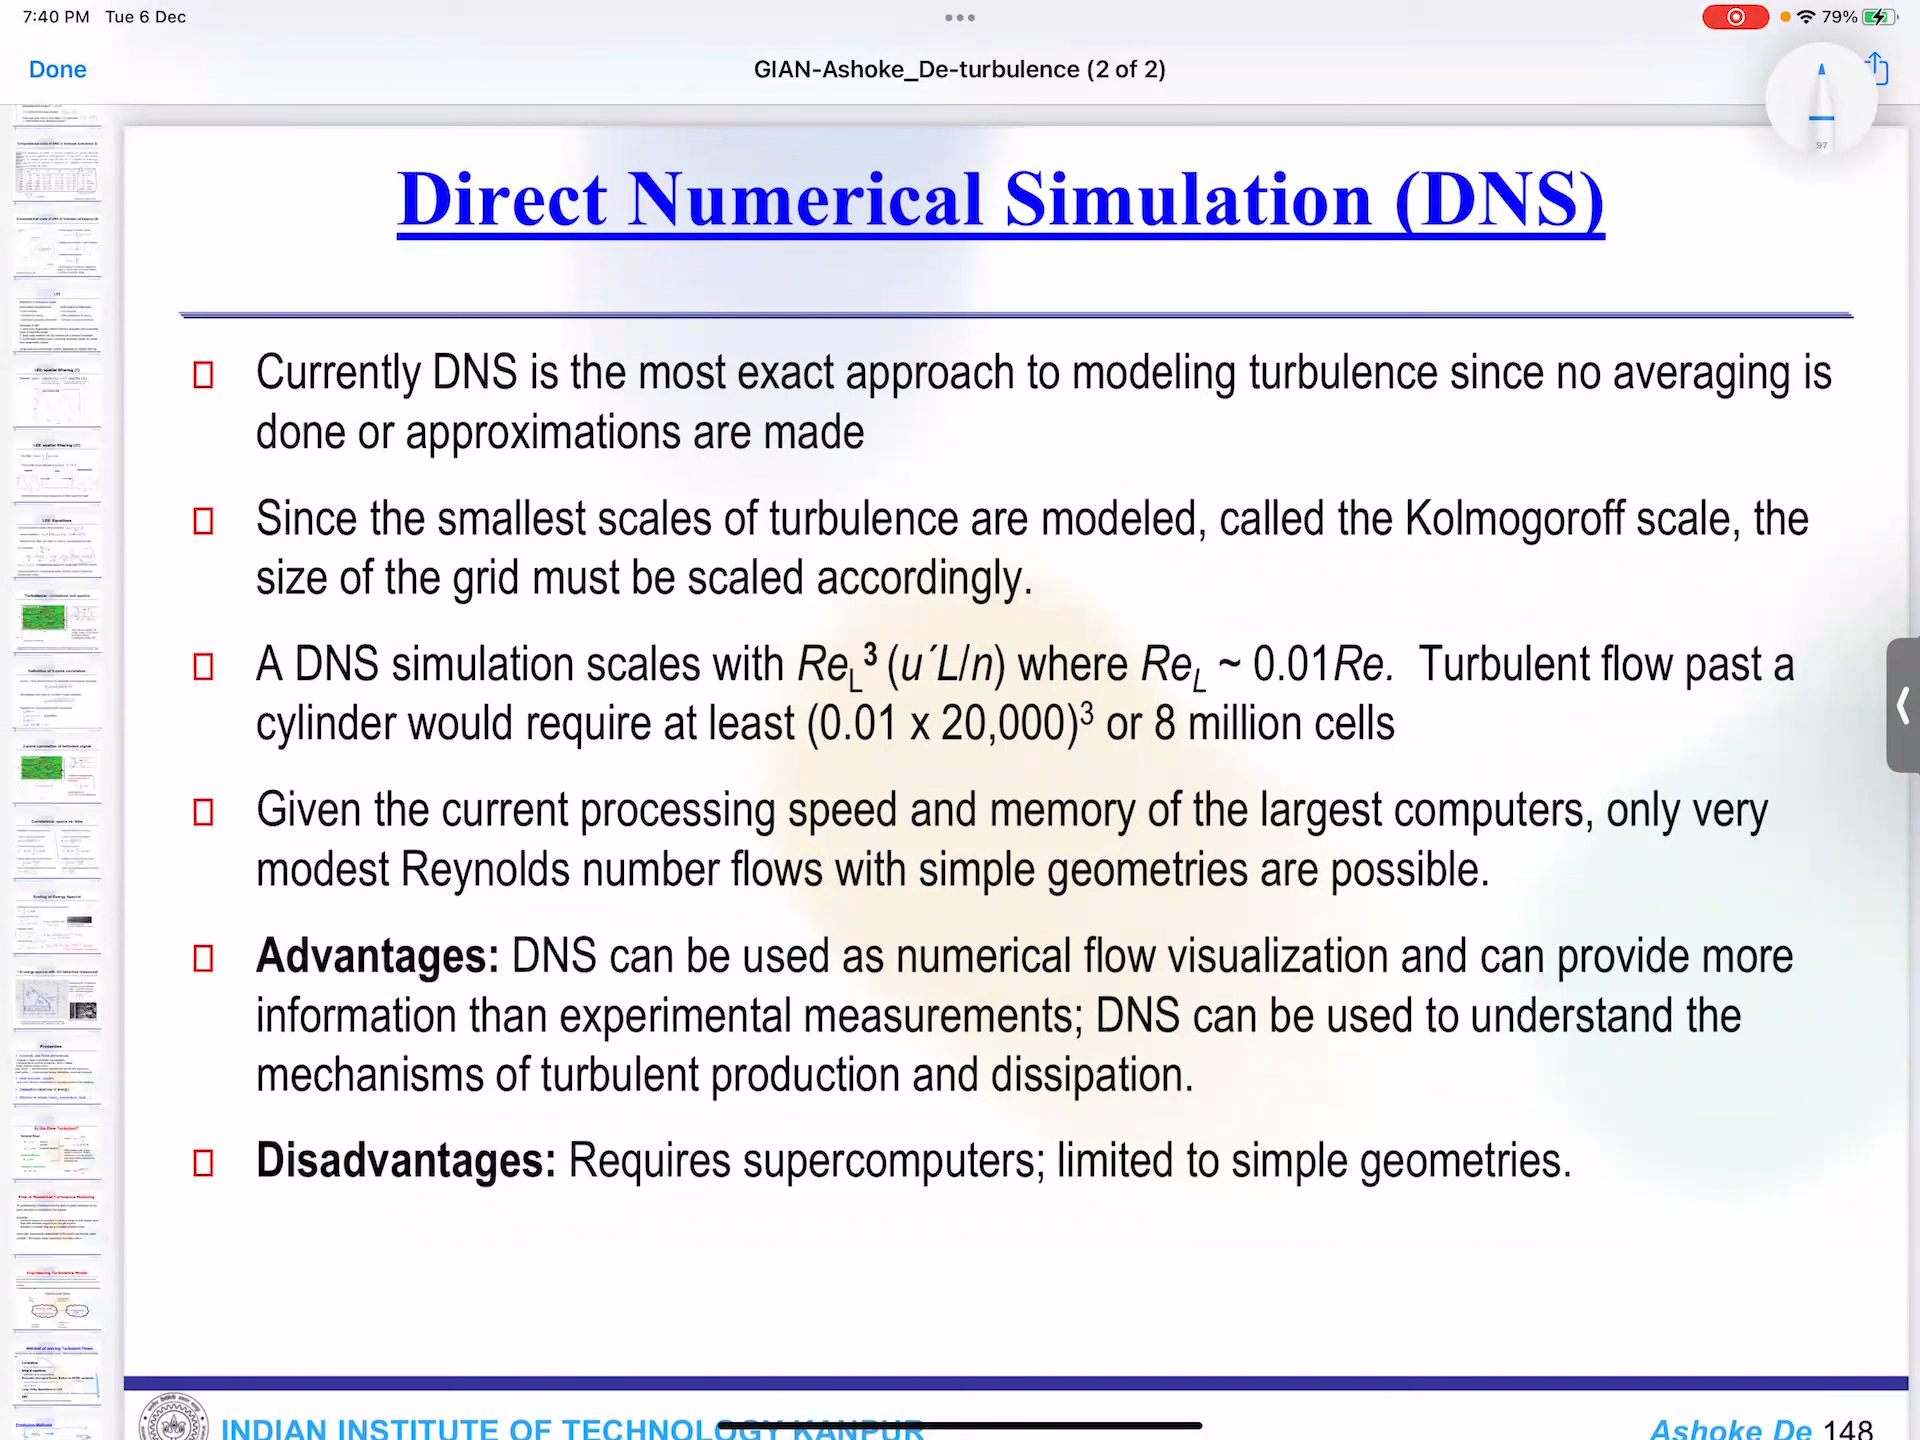 7:40 PM Tue 6 Dec
79%
Done
GIAN-Ashoke_De-turbulence (2 of 2)
97
Direct Numerical Simulation (DNS)
Currently DNS is the most exact approach to modeling turbulence since no averaging is
done or approximations are made
Since the smallest scales of turbulence are modeled, called the Kolmogoroff scale, the
size of the grid must be scaled accordingly.
A DNS simulation scales with Re_L³ (u´L/n) where Re_L ~ 0.01Re. Turbulent flow past a
cylinder would require at least (0.01 x 20,000)³ or 8 million cells
Given the current processing speed and memory of the largest computers, only very
modest Reynolds number flows with simple geometries are possible.
Advantages: DNS can be used as numerical flow visualization and can provide more
information than experimental measurements; DNS can be used to understand the
mechanisms of turbulent production and dissipation.
Disadvantages: Requires supercomputers; limited to simple geometries.
INDIAN INSTITUTE OF TECHNOLOGY KANPUR
Ashoke De 148